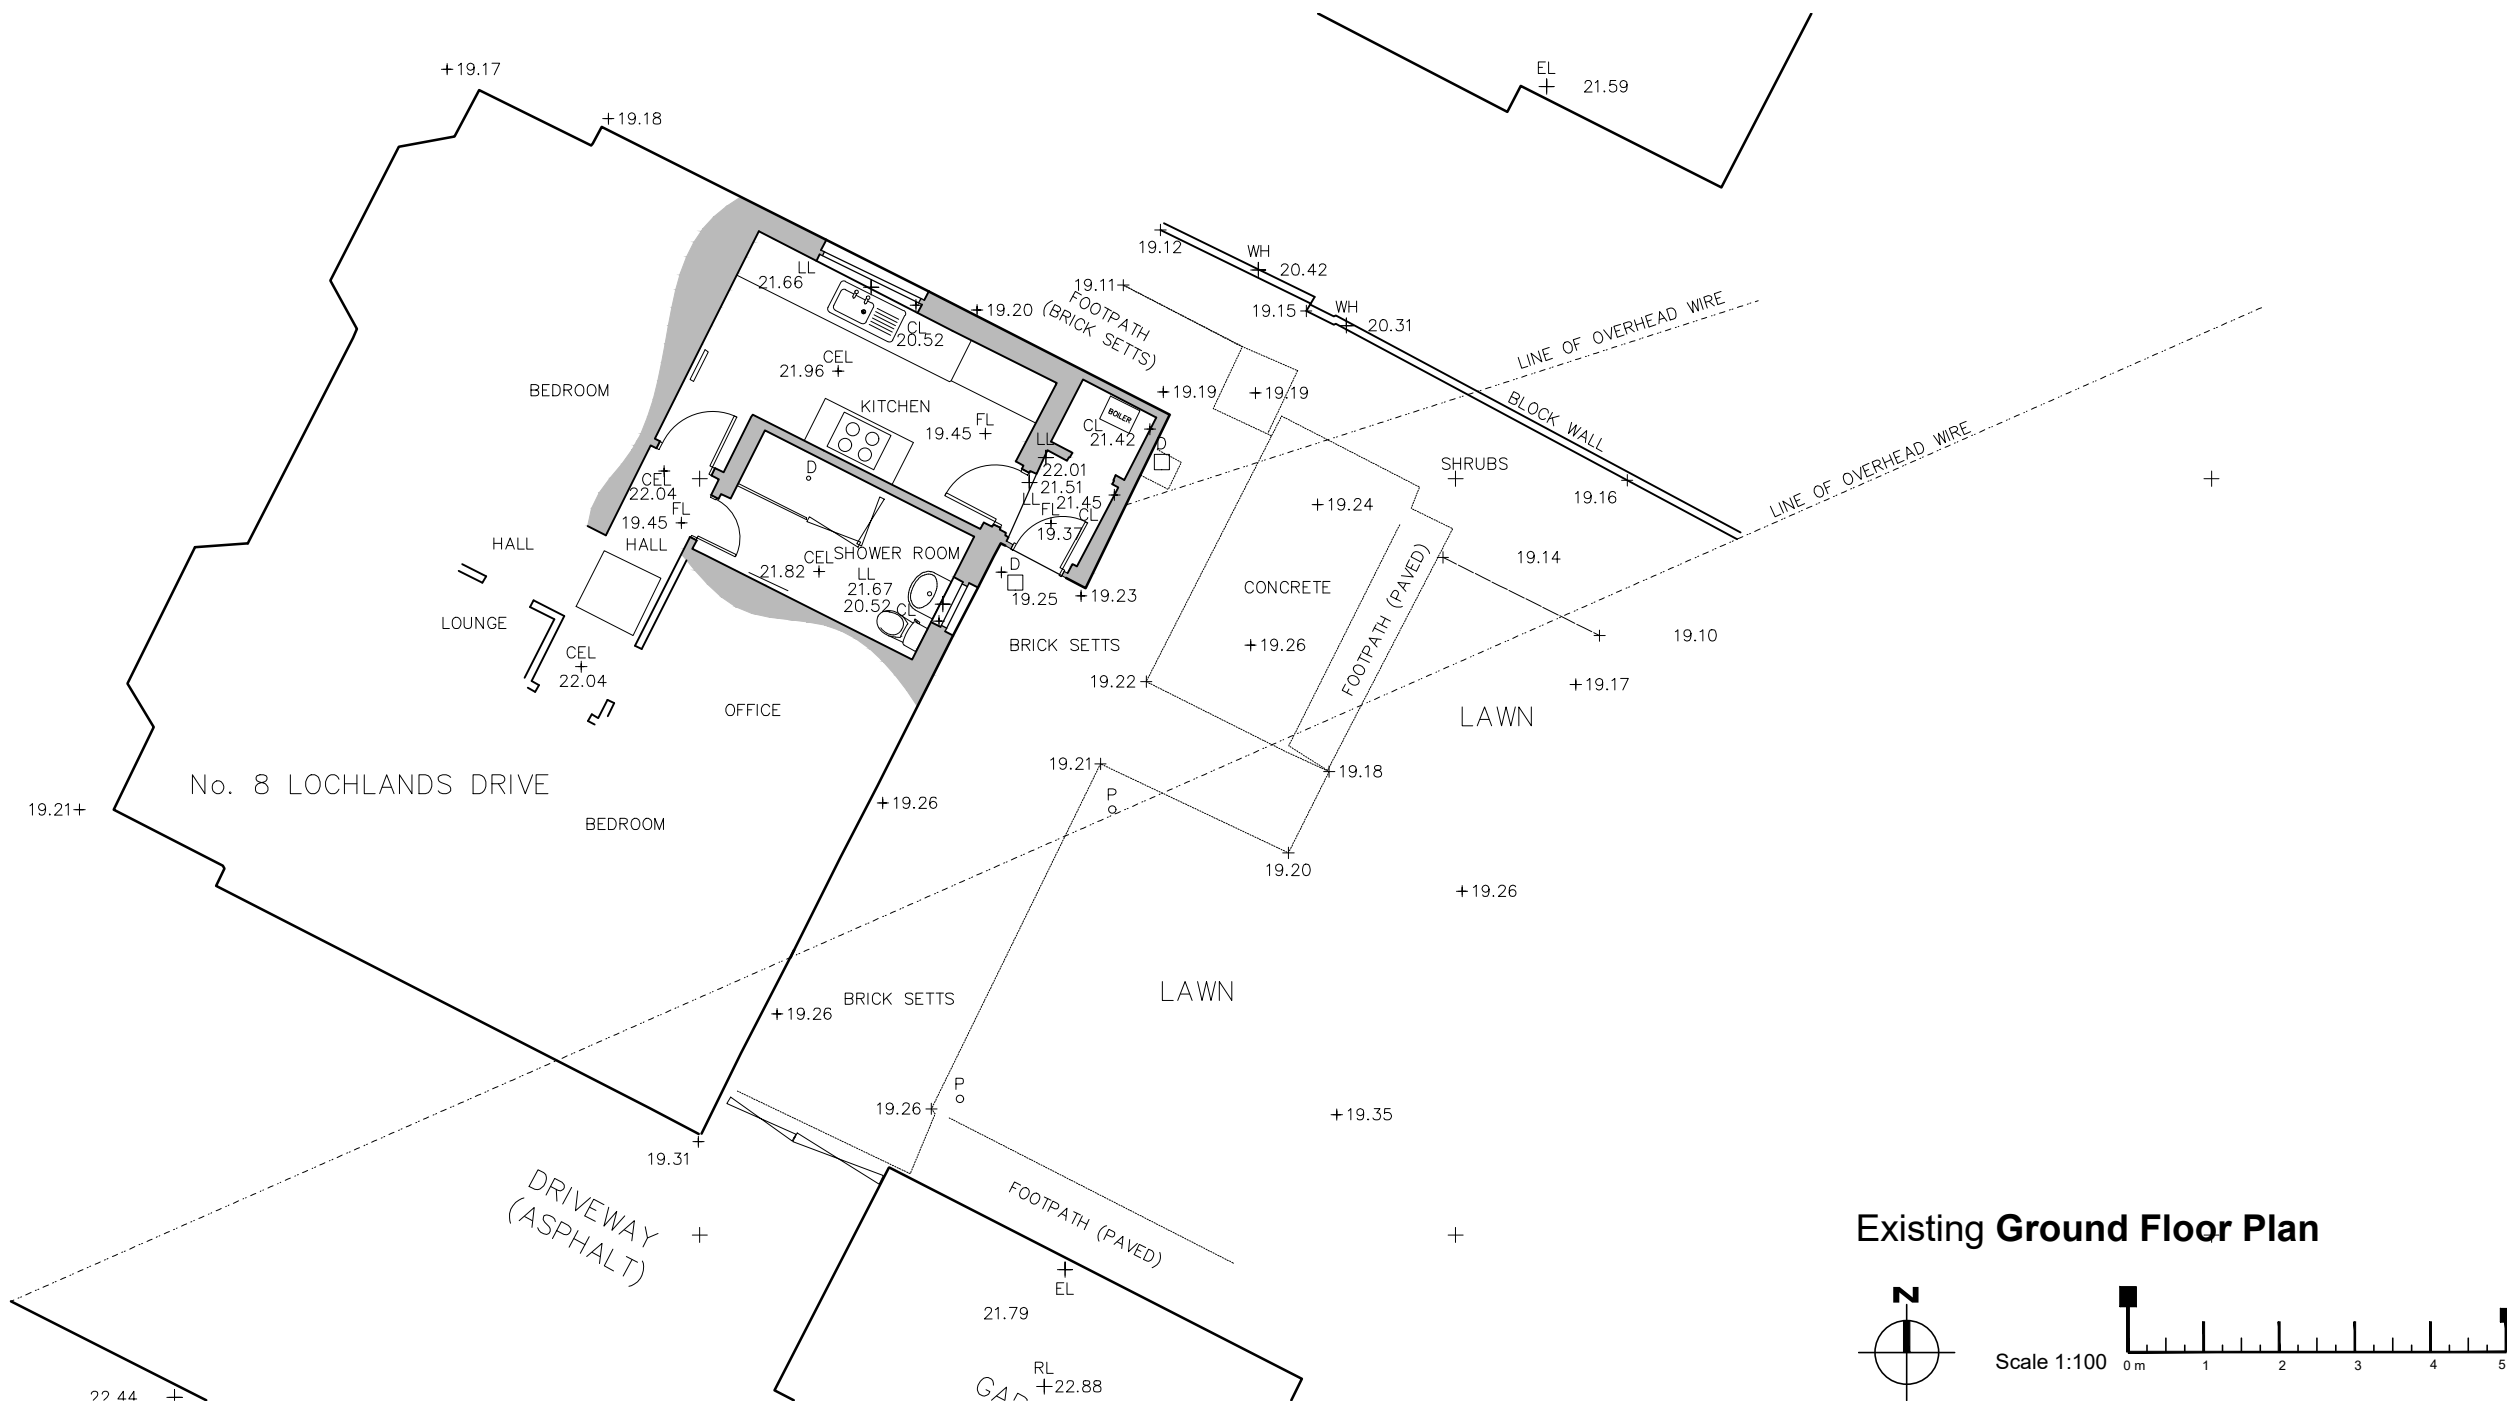 +19.17
+19.18
EL
21.59
19.12
WH
20.42
19.11
19.15
WH
20.31
LL
21.66
+19.20
FOOTPATH
(BRICK SETTS)
LINE OF OVERHEAD WIRE
CL
20.52
CEL
21.96
BEDROOM
KITCHEN
FL
19.45
BOILER
CL
21.42
+19.19
+19.19
BLOCK WALL
LINE OF OVERHEAD WIRE
D
LL
22.01
21.51
LL
21.45
CL
FL
19.37
D
SHRUBS
19.16
+19.24
CEL
22.04
FL
19.45
HALL
HALL
SHOWER ROOM
CEL
21.82
LL
21.67
20.52
CL
D
19.25
+19.23
CONCRETE
FOOTPATH (PAVED)
19.14
LOUNGE
CEL
22.04
BRICK SETTS
+19.26
19.10
19.22
+19.17
OFFICE
LAWN
No. 8 LOCHLANDS DRIVE
19.21
19.18
P
19.21+
+19.26
BEDROOM
19.20
+19.26
BRICK SETTS
LAWN
+19.26
P
19.26
+19.35
19.31
DRIVEWAY
(ASPHALT)
FOOTPATH (PAVED)
EL
21.79
RL
+22.88
22.44
Existing Ground Floor Plan
N
Scale 1:100
0 m 1 2 3 4 5